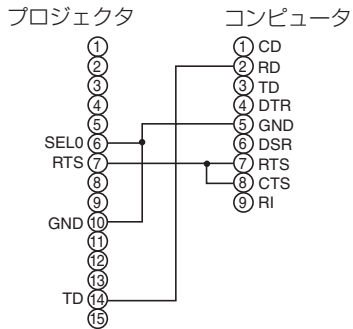 プロジェクタ コンピュータ
① ① CD
② ② RD
③ ③ TD
④ ④ DTR
⑤ ⑤ GND
SEL0 ⑥ ⑥ DSR
RTS ⑦ ⑦ RTS
⑧ ⑧ CTS
⑨ ⑨ RI
GND ⑩
⑪
⑫
⑬
TD ⑭
⑮